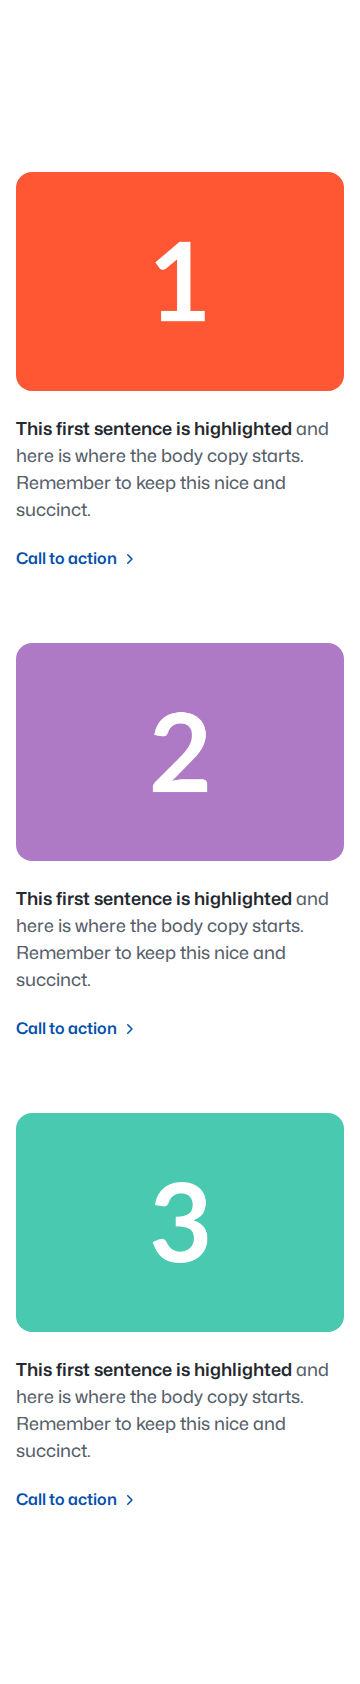 1
This first sentence is highlighted and
here is where the body copy starts.
Remember to keep this nice and
succinct.
Call to action
2
This first sentence is highlighted and
here is where the body copy starts.
Remember to keep this nice and
succinct.
Call to action
3
This first sentence is highlighted and
here is where the body copy starts.
Remember to keep this nice and
succinct.
Call to action